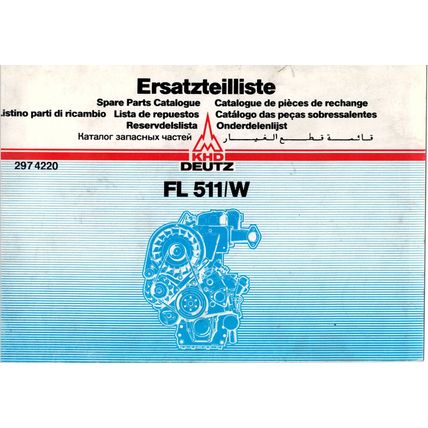 Ersatzteilliste
Spare Parts Catalogue Catalogue de pièces de rechange
Listino parti di ricambio Lista de repuestos Catálogo das peças sobressalentes
Reservdelslista Onderdelenlijst
Каталог запасных частей قائمة قطع الغيار
KHD
DEUTZ
297 4220
FL 511/W